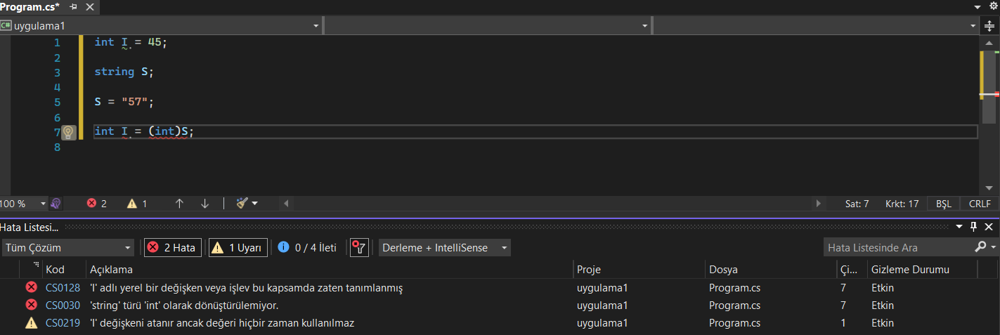 Program.cs*
C# uygulama1
1 int I = 45;
2
3 string S;
4
5 S = "57";
6
7 int I = (int)S;
8
100 % 2 1 Sat: 7 Krkt: 17 BŞL CRLF
Hata Listesi...
Tüm Çözüm 2 Hata 1 Uyarı 0 / 4 İleti Derleme + IntelliSense Hata Listesinde Ara
Kod Açıklama Proje Dosya Çi... Gizleme Durumu
CS0128 'I' adlı yerel bir değişken veya işlev bu kapsamda zaten tanımlanmış uygulama1 Program.cs 7 Etkin
CS0030 'string' türü 'int' olarak dönüştürülemiyor. uygulama1 Program.cs 7 Etkin
CS0219 'I' değişkeni atanır ancak değeri hiçbir zaman kullanılmaz uygulama1 Program.cs 1 Etkin